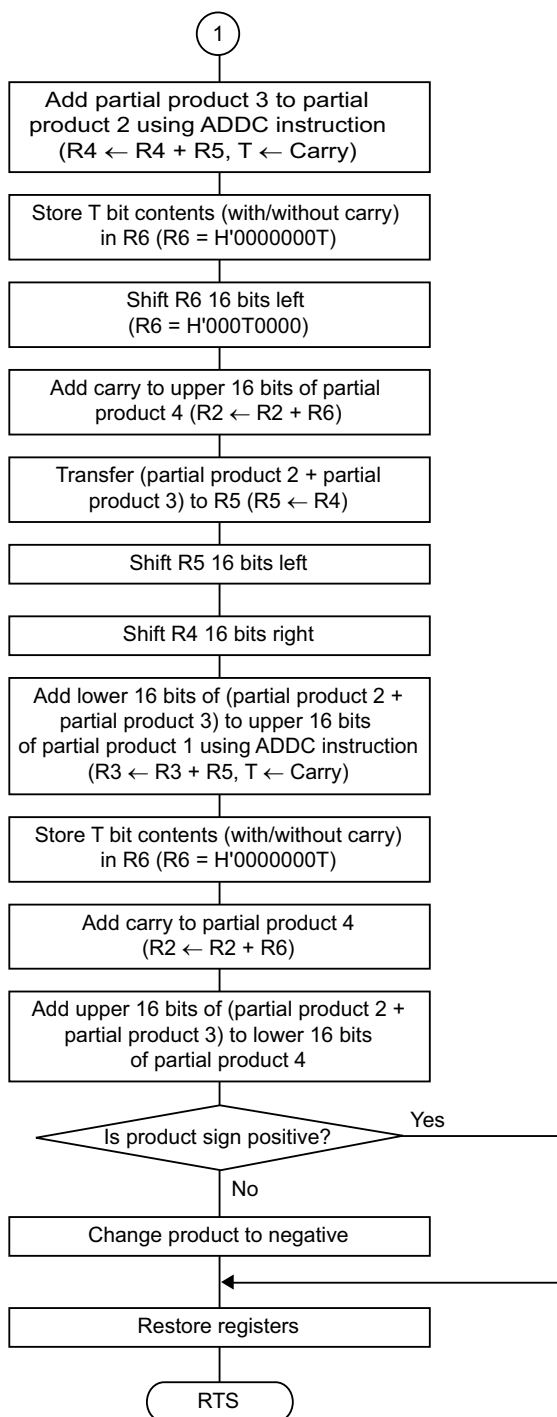 1
Add partial product 3 to partial
product 2 using ADDC instruction
(R4 ← R4 + R5, T ← Carry)
Store T bit contents (with/without carry)
in R6 (R6 = H'0000000T)
Shift R6 16 bits left
(R6 = H'000T0000)
Add carry to upper 16 bits of partial
product 4 (R2 ← R2 + R6)
Transfer (partial product 2 + partial
product 3) to R5 (R5 ← R4)
Shift R5 16 bits left
Shift R4 16 bits right
Add lower 16 bits of (partial product 2 +
partial product 3) to upper 16 bits
of partial product 1 using ADDC instruction
(R3 ← R3 + R5, T ← Carry)
Store T bit contents (with/without carry)
in R6 (R6 = H'0000000T)
Add carry to partial product 4
(R2 ← R2 + R6)
Add upper 16 bits of (partial product 2 +
partial product 3) to lower 16 bits
of partial product 4
Is product sign positive?
Yes
No
Change product to negative
Restore registers
RTS